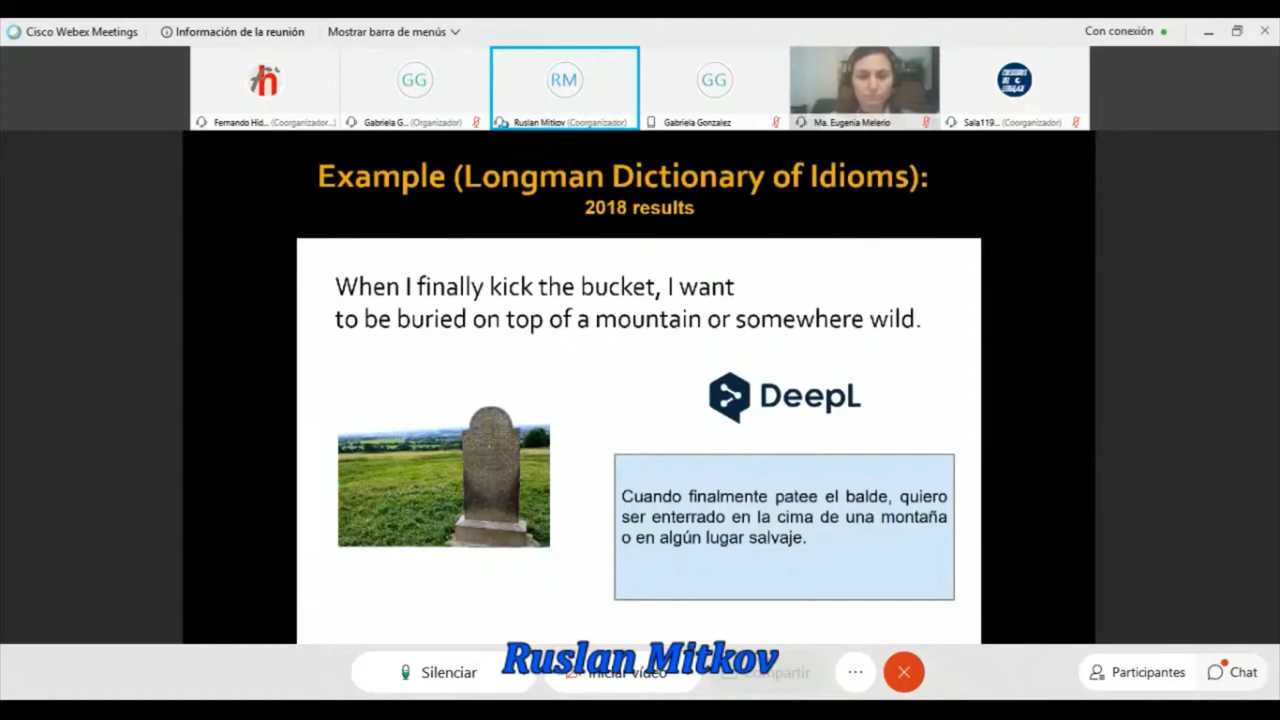 Cisco Webex Meetings
Información de la reunión
Mostrar barra de menús
Con conexión
h
GG
RM
GG
Fernando Hid... (Coorganizador...)
Gabriela G... (Organizador)
Ruslan Mitkov (Coorganizador)
Gabriela Gonzalez
Ma. Eugenia Melerio
Sala119... (Coorganizador)
Example (Longman Dictionary of Idioms):
2018 results
When I finally kick the bucket, I want
to be buried on top of a mountain or somewhere wild.
DeepL
Cuando finalmente patee el balde, quiero
ser enterrado en la cima de una montaña
o en algún lugar salvaje.
Ruslan Mitkov
Silenciar
Iniciar vídeo
Compartir
Participantes
Chat